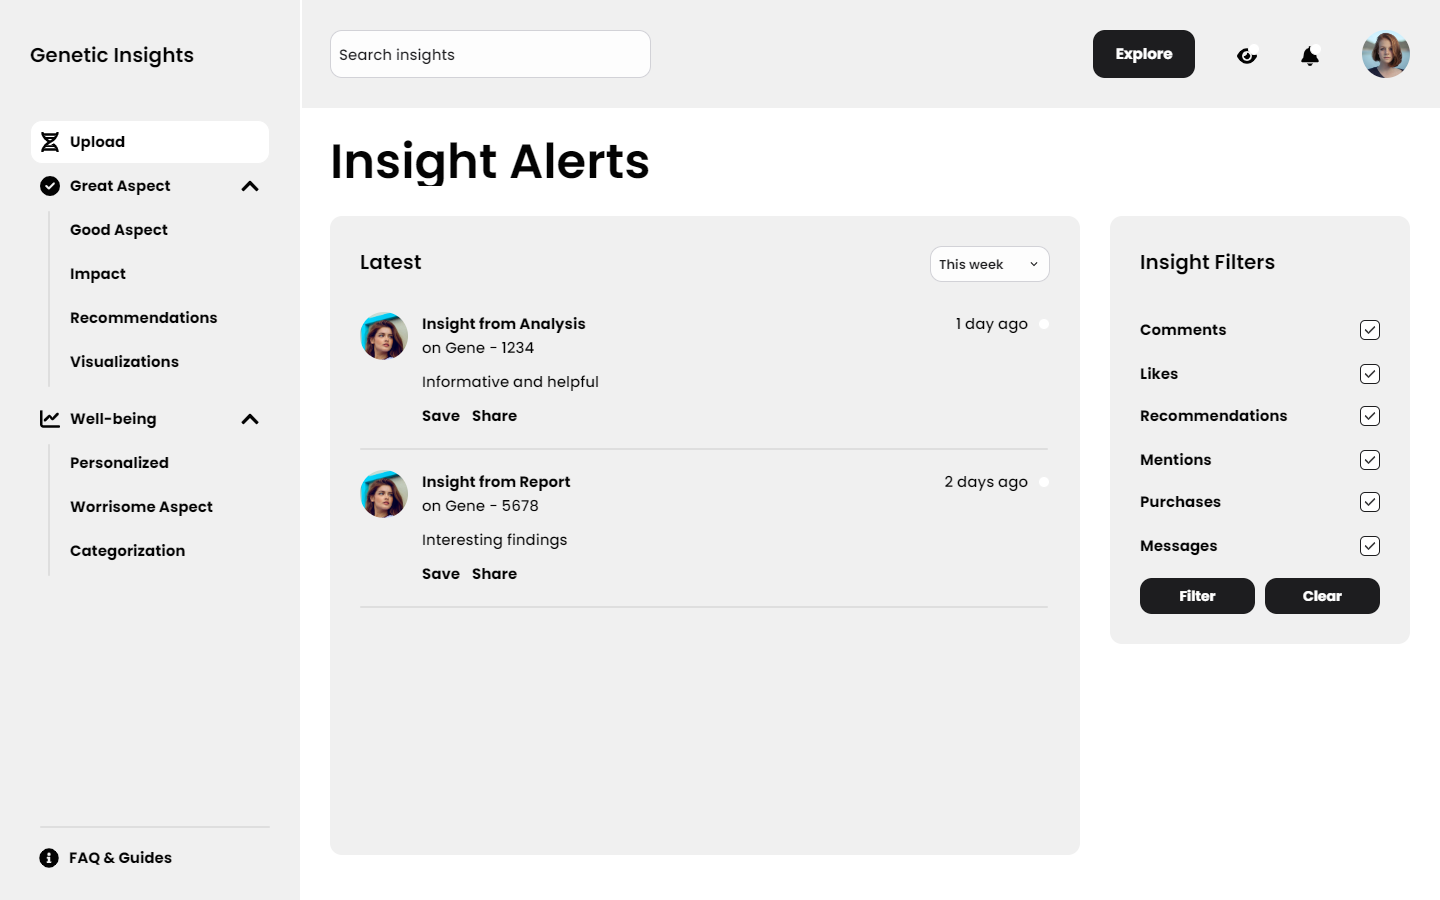 Genetic Insights
Search insights
Explore
Upload
Great Aspect
Good Aspect
Impact
Recommendations
Visualizations
Well-being
Personalized
Worrisome Aspect
Categorization
FAQ & Guides
Insight Alerts
Latest
This week
Insight from Analysis
1 day ago
on Gene - 1234
Informative and helpful
Save Share
Insight from Report
2 days ago
on Gene - 5678
Interesting findings
Save Share
Insight Filters
Comments
Likes
Recommendations
Mentions
Purchases
Messages
Filter Clear